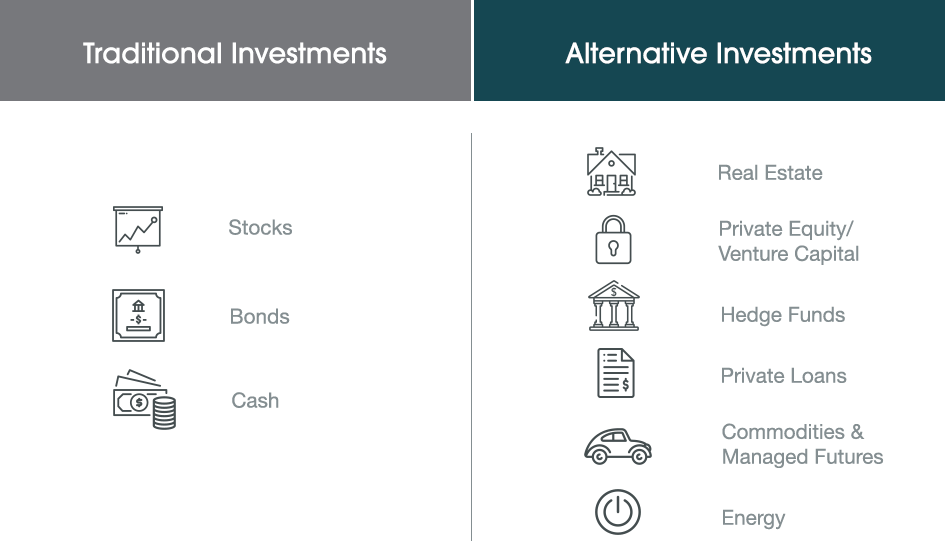 Traditional Investments
Alternative Investments
Stocks
Bonds
$
Cash
$
Real Estate
Private Equity/
Venture Capital
$
Hedge Funds
$
Private Loans
Commodities &
Managed Futures
Energy